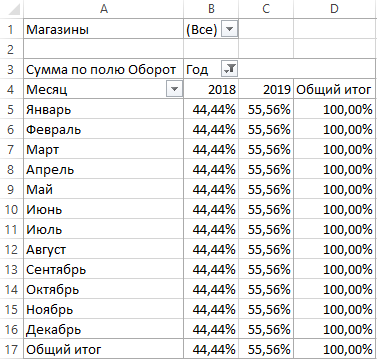 A B C D
1 Магазины (Все)
2
3 Сумма по полю Оборот Год
4 Месяц 2018 2019 Общий итог
5 Январь 44,44% 55,56% 100,00%
6 Февраль 44,44% 55,56% 100,00%
7 Март 44,44% 55,56% 100,00%
8 Апрель 44,44% 55,56% 100,00%
9 Май 44,44% 55,56% 100,00%
10 Июнь 44,44% 55,56% 100,00%
11 Июль 44,44% 55,56% 100,00%
12 Август 44,44% 55,56% 100,00%
13 Сентябрь 44,44% 55,56% 100,00%
14 Октябрь 44,44% 55,56% 100,00%
15 Ноябрь 44,44% 55,56% 100,00%
16 Декабрь 44,44% 55,56% 100,00%
17 Общий итог 44,44% 55,56% 100,00%